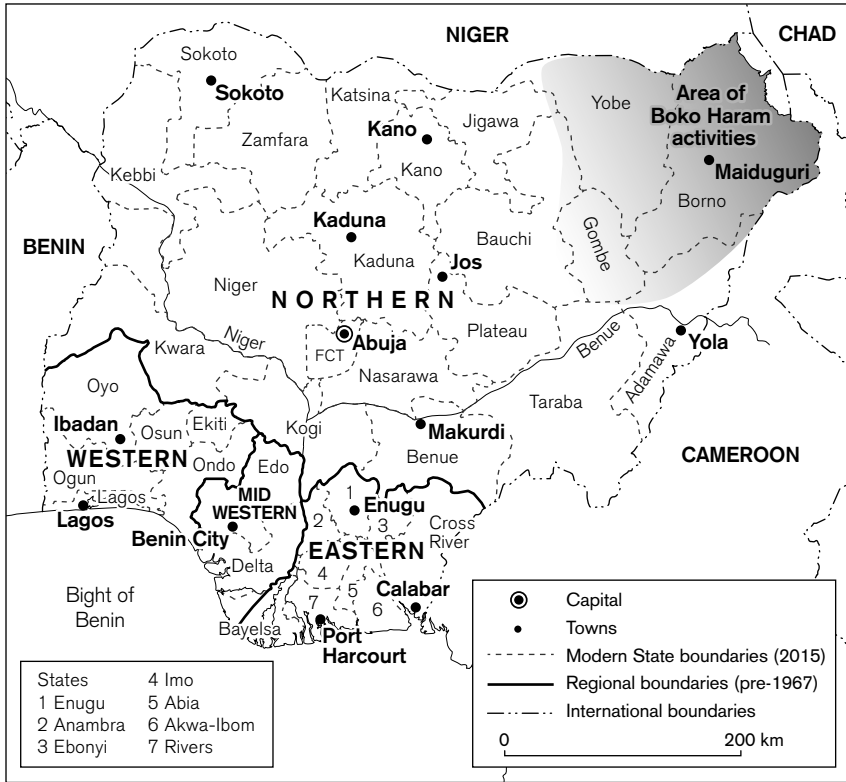 NIGER
CHAD
Sokoto
Sokoto
Katsina
Zamfara
Kano
Kano
Jigawa
Yobe
Area of
Boko Haram
activities
Maiduguri
Borno
Kebbi
BENIN
Kaduna
Kaduna
Jos
Bauchi
Gombe
Niger
NORTHERN
Niger
Kwara
FCT
Abuja
Plateau
Nasarawa
Benue
Yola
Adamawa
Taraba
Oyo
Ibadan
Osun
Ekiti
Kogi
Makurdi
Benue
CAMEROON
WESTERN
Ondo
Edo
Ogun
Lagos
Lagos
MID
WESTERN
Benin City
1
Enugu
2
3
Cross
River
EASTERN
Delta
4
5
6
7
Calabar
Bight of
Benin
Bayelsa
Port
Harcourt
States
1 Enugu
2 Anambra
3 Ebonyi
4 Imo
5 Abia
6 Akwa-Ibom
7 Rivers
Capital
Towns
Modern State boundaries (2015)
Regional boundaries (pre-1967)
International boundaries
0
200 km